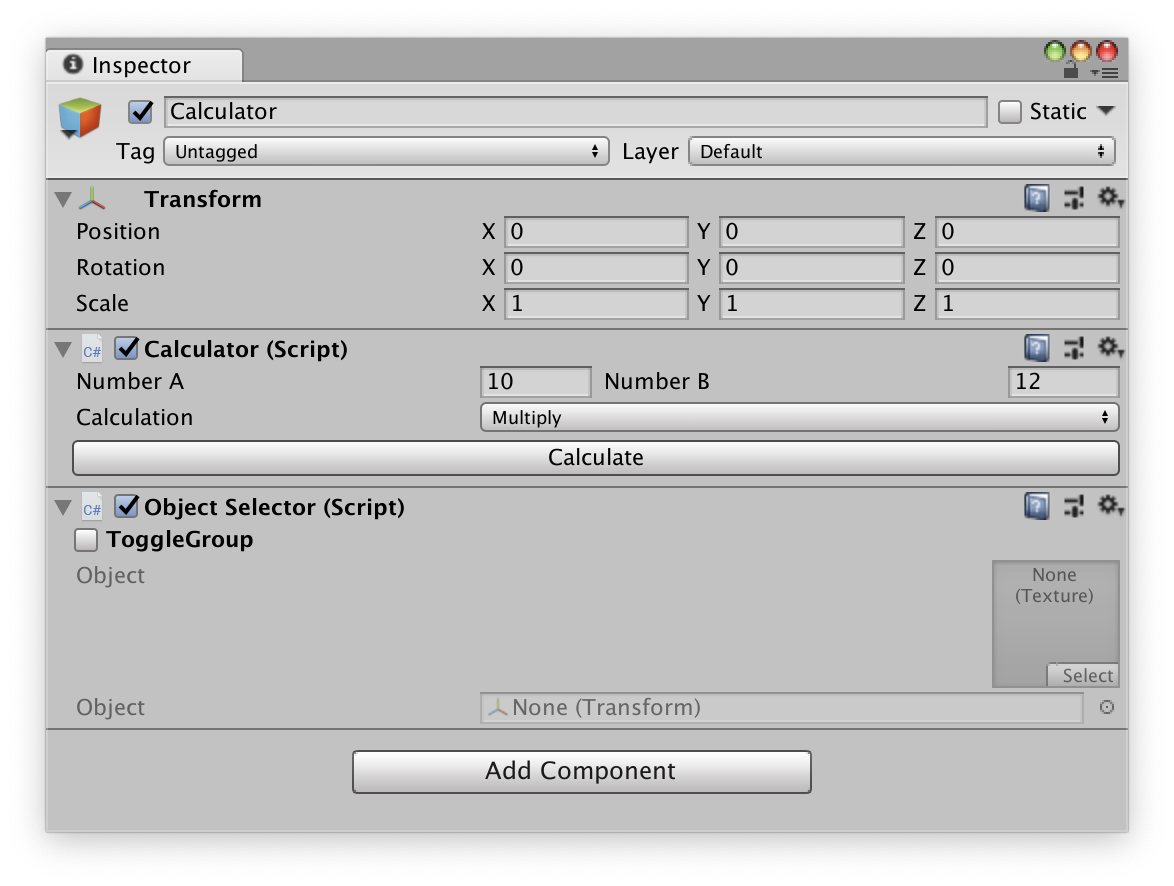 Inspector
Calculator Static
Tag Untagged Layer Default
Transform
Position X 0 Y 0 Z 0
Rotation X 0 Y 0 Z 0
Scale X 1 Y 1 Z 1
C# Calculator (Script)
Number A 10 Number B 12
Calculation Multiply
Calculate
C# Object Selector (Script)
ToggleGroup
Object None
(Texture)
Select
Object None (Transform)
Add Component